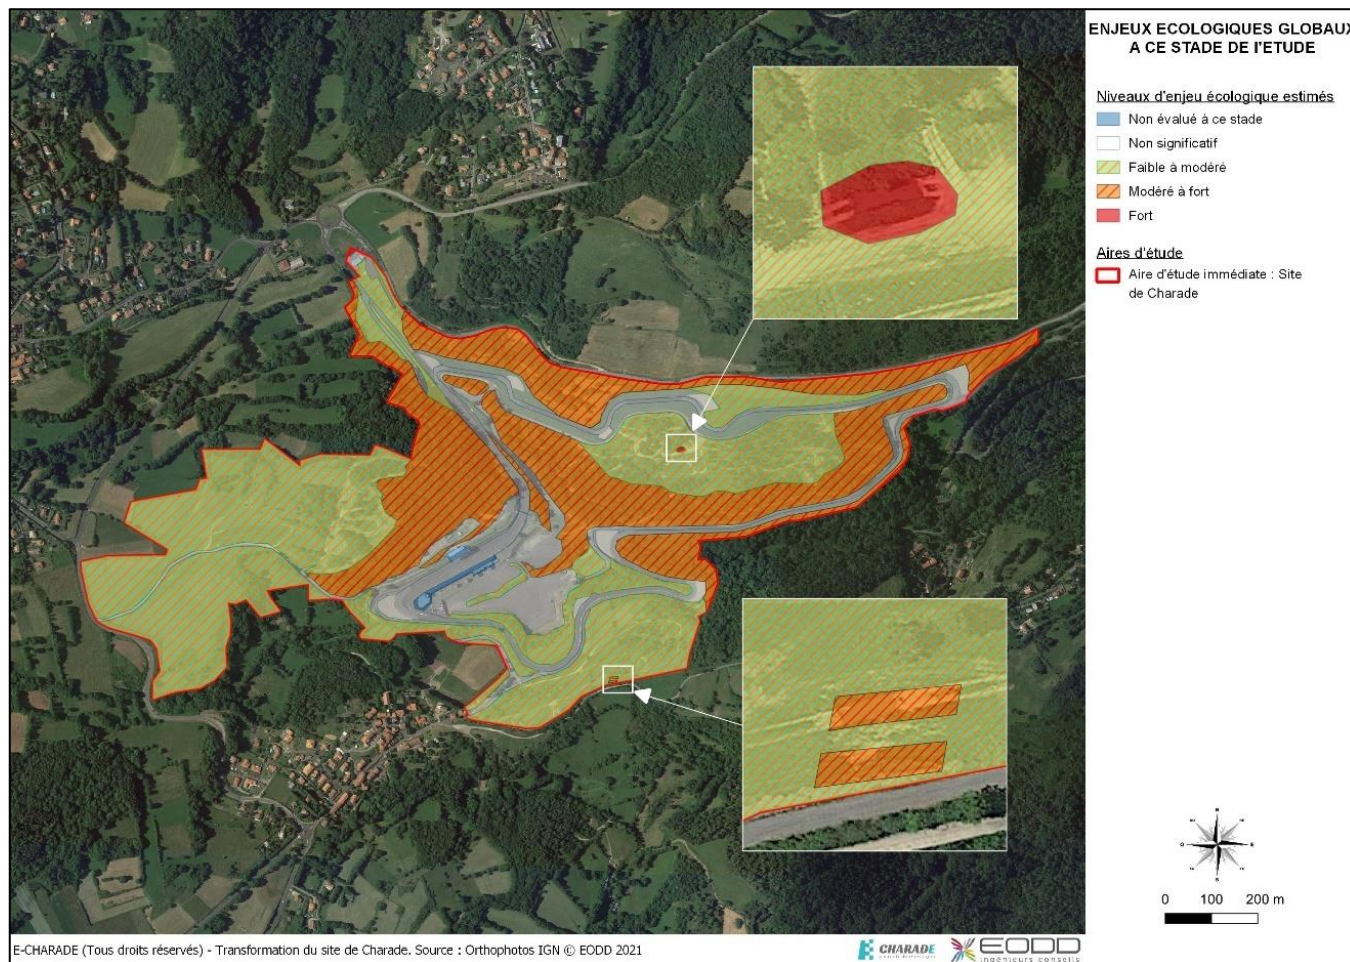 ENJEUX ECOLOGIQUES GLOBAUX
A CE STADE DE l'ETUDE
Niveaux d'enjeu écologique estimés
Non évalué à ce stade
Non significatif
Faible à modéré
Modéré à fort
Fort
Aires d'étude
Aire d'étude immédiate : Site
de Charade
N
O
E
S
0 100 200 m
E-CHARADE (Tous droits réservés) - Transformation du site de Charade. Source : Orthophotos IGN © EODD 2021
CHARADE
EODD
ingénieurs conseils